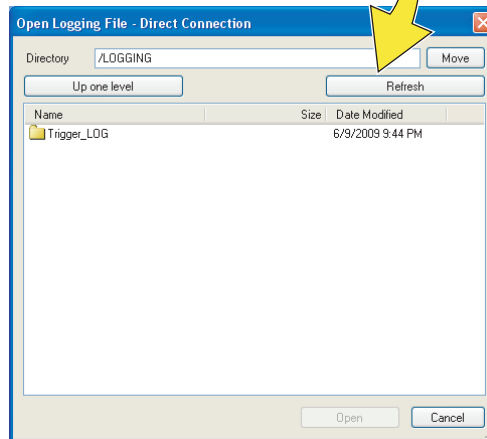 Open Logging File - Direct Connection
Directory /LOGGING Move
Up one level Refresh
Name Size Date Modified
Trigger_LOG 6/9/2009 9:44 PM
Open Cancel